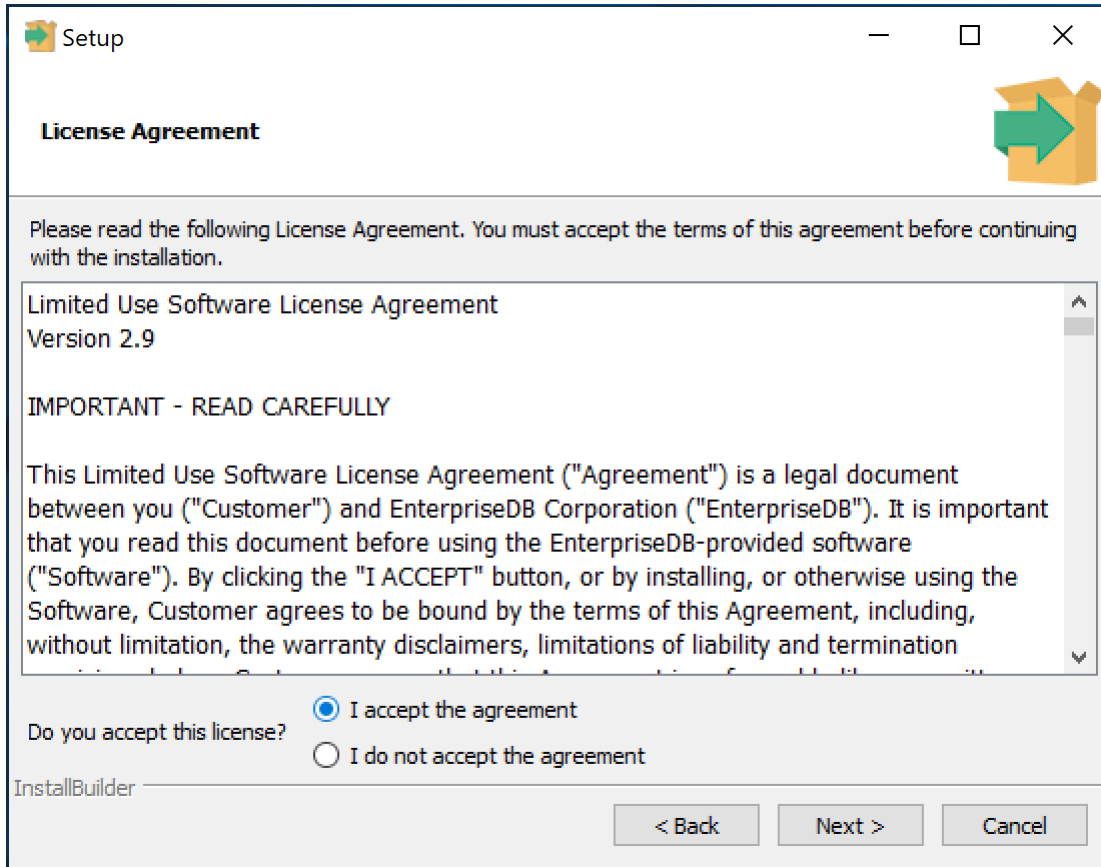 Setup
License Agreement
Please read the following License Agreement. You must accept the terms of this agreement before continuing
with the installation.
Limited Use Software License Agreement
Version 2.9
IMPORTANT - READ CAREFULLY
This Limited Use Software License Agreement ("Agreement") is a legal document
between you ("Customer") and EnterpriseDB Corporation ("EnterpriseDB"). It is important
that you read this document before using the EnterpriseDB-provided software
("Software"). By clicking the "I ACCEPT" button, or by installing, or otherwise using the
Software, Customer agrees to be bound by the terms of this Agreement, including,
without limitation, the warranty disclaimers, limitations of liability and termination
I accept the agreement
Do you accept this license?
I do not accept the agreement
InstallBuilder
< Back
Next >
Cancel